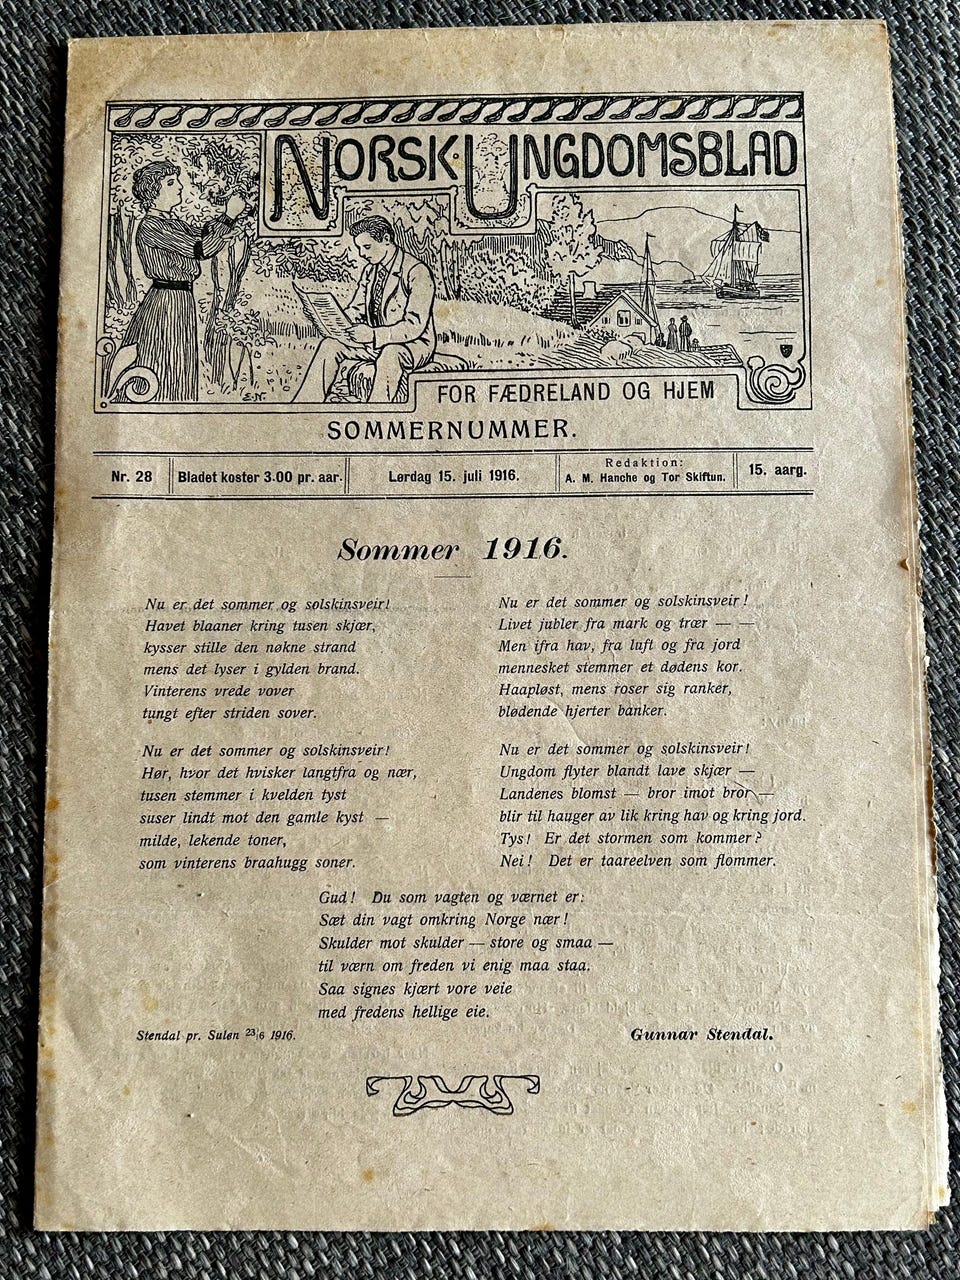 NORSK·UNGDOMSBLAD
E.N.
FOR FÆDRELAND OG HJEM
SOMMERNUMMER.
Nr. 28
Bladet koster 3.00 pr. aar.
Lørdag 15. juli 1916.
Redaktion:
A. M. Hanche og Tor Skiftun.
15. aarg.
Sommer 1916.
Nu er det sommer og solskinsveir!
Havet blaaner kring tusen skjær,
kysser stille den nøkne strand
mens det lyser i gylden brand.
Vinterens vrede vover
tungt efter striden sover.
Nu er det sommer og solskinsveir!
Hør, hvor det hvisker langtfra og nær,
tusen stemmer i kvelden tyst
suser lindt mot den gamle kyst —
milde, lekende toner,
som vinterens braahugg soner.
Nu er det sommer og solskinsveir!
Livet jubler fra mark og trær — —
Men ifra hav, fra luft og fra jord
mennesket stemmer et dødens kor.
Haapløst, mens roser sig ranker,
blødende hjerter banker.
Nu er det sommer og solskinsveir!
Ungdom flyter blandt lave skjær —
Landenes blomst — bror imot bror —
blir til hauger av lik kring hav og kring jord.
Tys! Er det stormen som kommer?
Nei! Det er taareelven som flommer.
Gud! Du som vagten og værnet er:
Sæt din vagt omkring Norge nær!
Skulder mot skulder — store og smaa —
til værn om freden vi enig maa staa.
Saa signes kjært vore veie
med fredens hellige eie.
Stendal pr. Suløn 23/6 1916.
Gunnar Stendal.